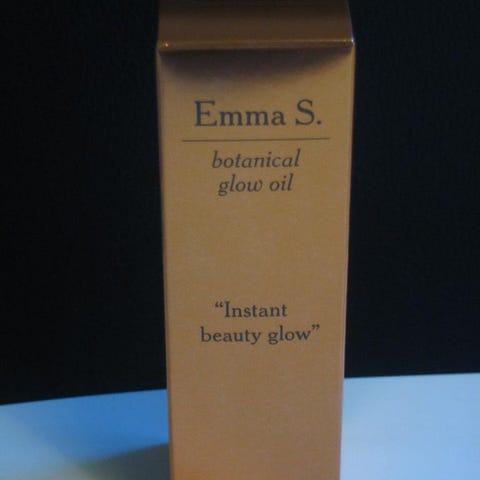 Emma S.
botanical
glow oil
“Instant
beauty glow”